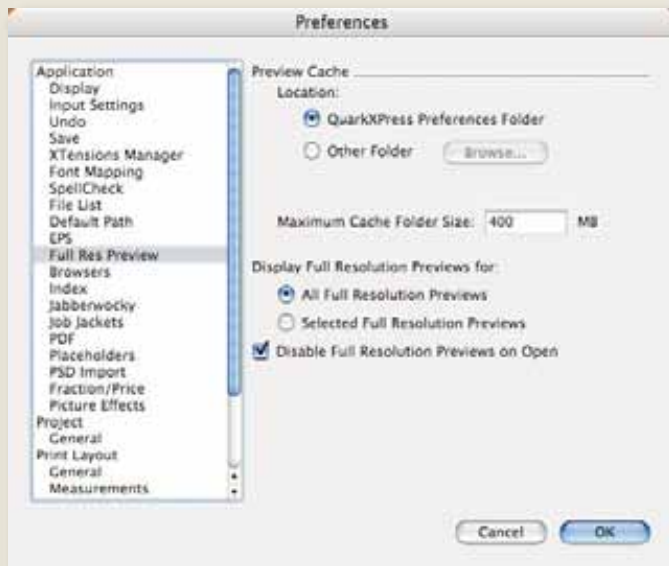 Preferences
Application
Display
Input Settings
Undo
Save
XTensions Manager
Font Mapping
SpellCheck
File List
Default Path
EPS
Full Res Preview
Browsers
Index
Jabberwocky
Job Jackets
PDF
Placeholders
PSD Import
Fraction/Price
Picture Effects
Project
General
Print Layout
General
Measurements
Preview Cache
Location:
QuarkXPress Preferences Folder
Other Folder Browse...
Maximum Cache Folder Size: 400 MB
Display Full Resolution Previews for:
All Full Resolution Previews
Selected Full Resolution Previews
Disable Full Resolution Previews on Open
Cancel OK